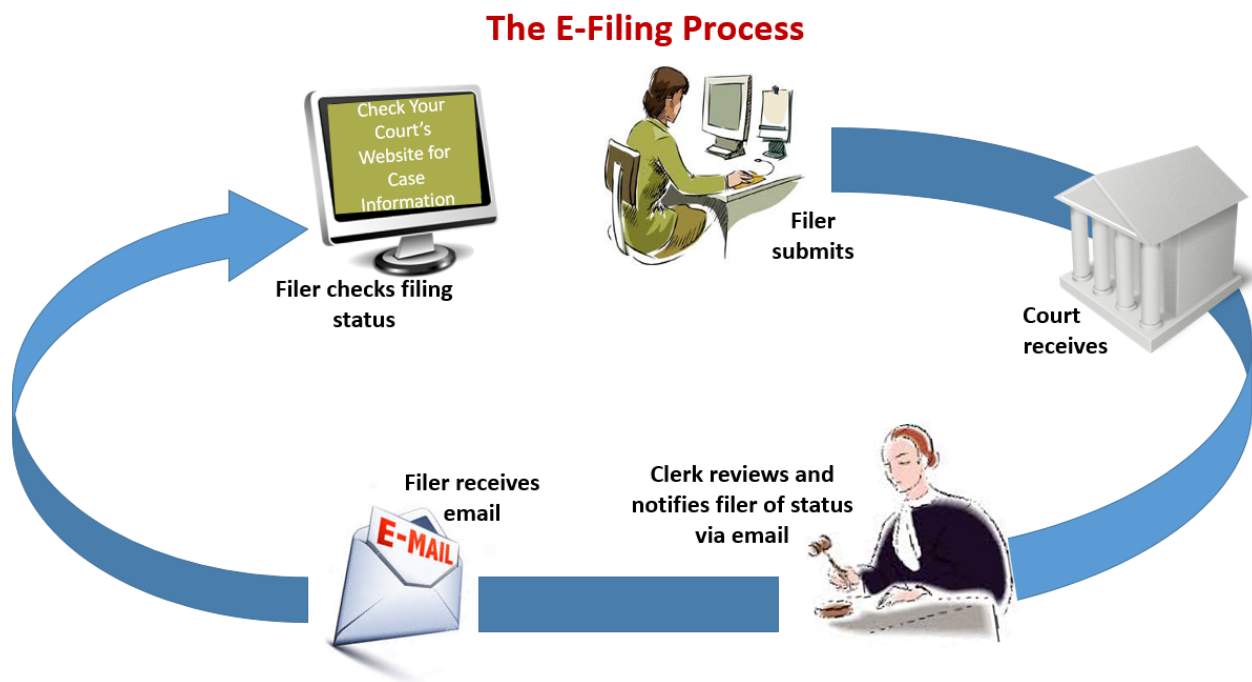 The E-Filing Process
Check Your
Court's
Website for
Case
Information
Filer checks filing
status
Filer
submits
Court
receives
Clerk reviews and
notifies filer of status
via email
Filer receives
email
E-MAIL